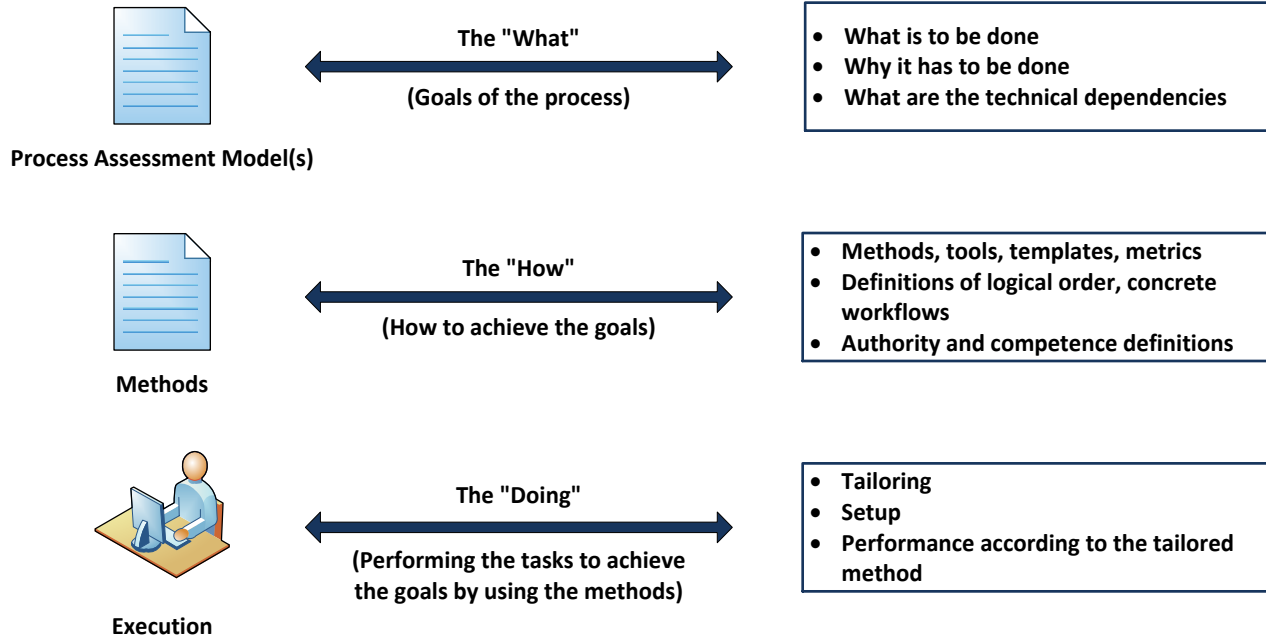 The "What"
(Goals of the process)
Process Assessment Model(s)
• What is to be done
• Why it has to be done
• What are the technical dependencies
The "How"
(How to achieve the goals)
Methods
• Methods, tools, templates, metrics
• Definitions of logical order, concrete
workflows
• Authority and competence definitions
The "Doing"
(Performing the tasks to achieve
the goals by using the methods)
Execution
• Tailoring
• Setup
• Performance according to the tailored
method